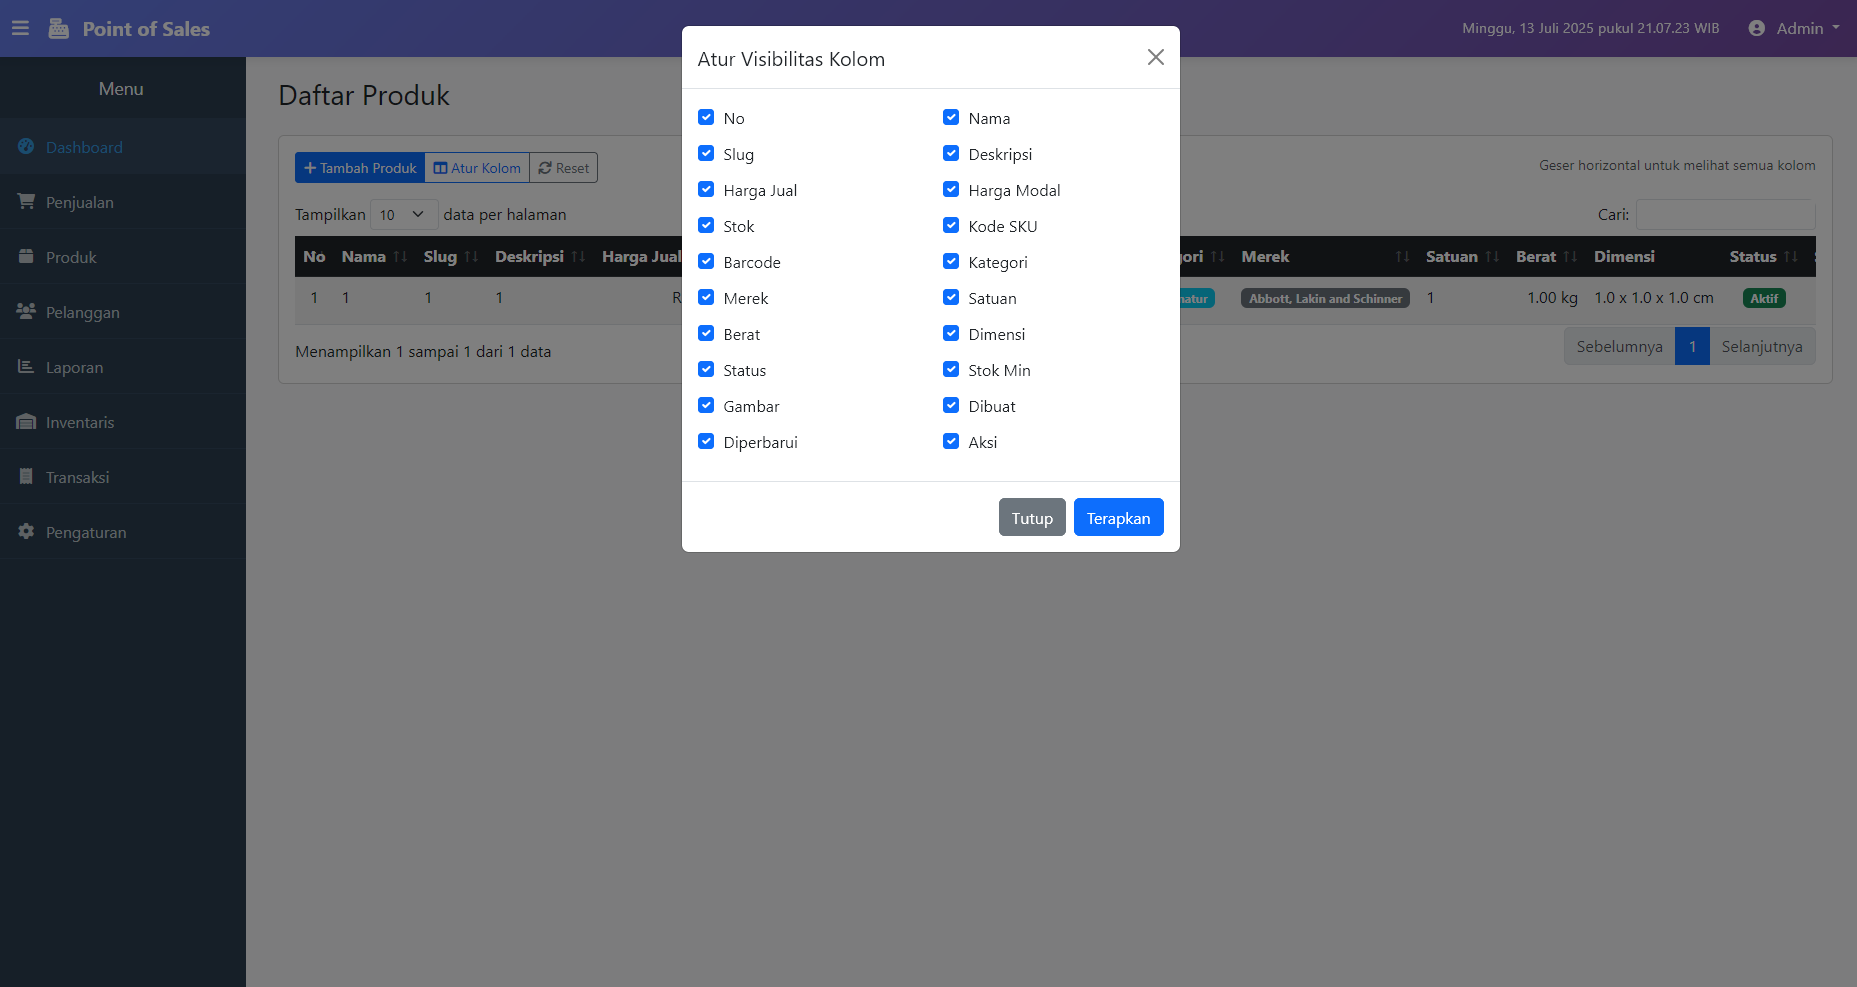 Point of Sales
Minggu, 13 Juli 2025 pukul 21.07.23 WIB
Admin
Menu
Dashboard
Penjualan
Produk
Pelanggan
Laporan
Inventaris
Transaksi
Pengaturan
Daftar Produk
Tambah Produk Atur Kolom Reset
Geser horizontal untuk melihat semua kolom
Tampilkan 10 data per halaman
Cari:
No Nama Slug Deskripsi Harga Jual Merek Satuan Berat Dimensi Status
1 1 1 1 Abbott, Lakin and Schinner 1 1.00 kg 1.0 x 1.0 x 1.0 cm Aktif
Menampilkan 1 sampai 1 dari 1 data
Sebelumnya 1 Selanjutnya
Atur Visibilitas Kolom
No Nama
Slug Deskripsi
Harga Jual Harga Modal
Stok Kode SKU
Barcode Kategori
Merek Satuan
Berat Dimensi
Status Stok Min
Gambar Dibuat
Diperbarui Aksi
Tutup Terapkan